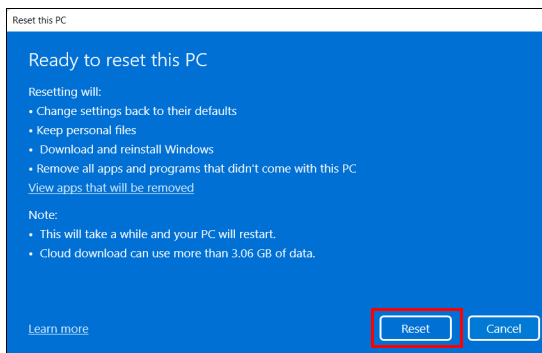 Reset this PC
Ready to reset this PC
Resetting will:
• Change settings back to their defaults
• Keep personal files
• Download and reinstall Windows
• Remove all apps and programs that didn't come with this PC
View apps that will be removed
Note:
• This will take a while and your PC will restart.
• Cloud download can use more than 3.06 GB of data.
Learn more
Reset
Cancel